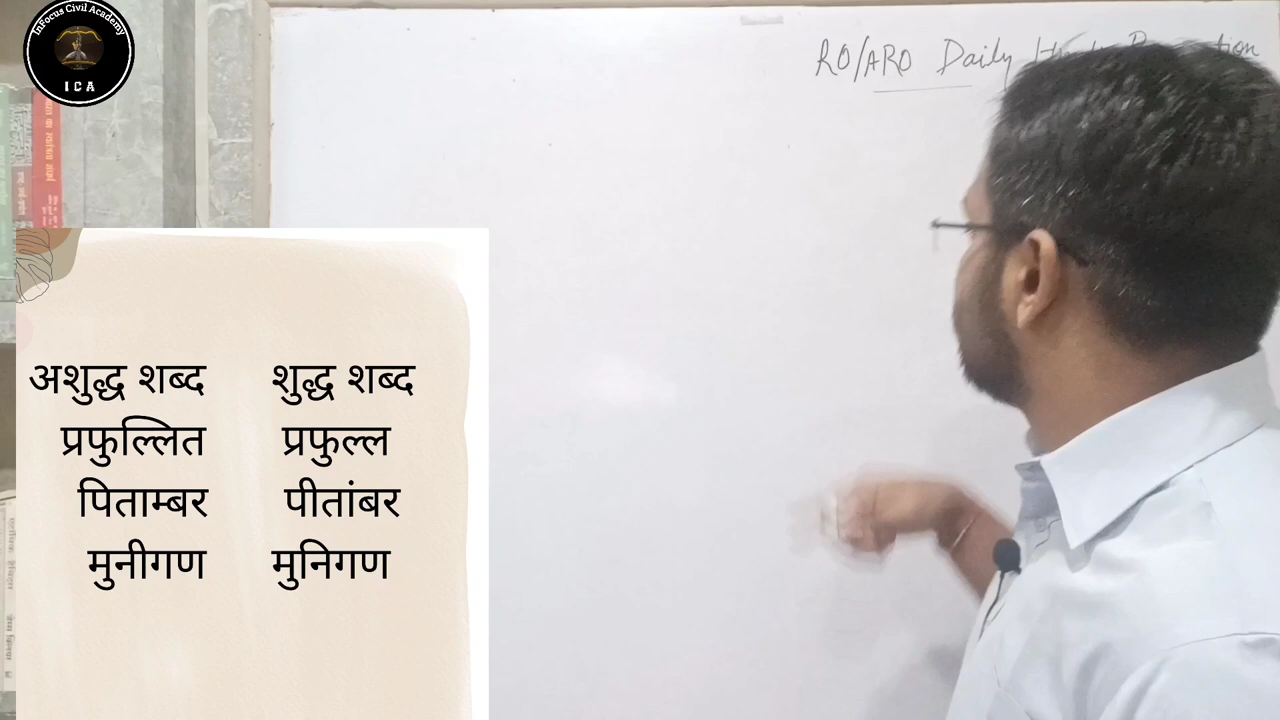 InFocus Civil Academy
ICA
RO/ARO Daily
अशुद्ध शब्द शुद्ध शब्द
प्रफुल्लित प्रफुल्ल
पिताम्बर पीतांबर
मुनीगण मुनिगण